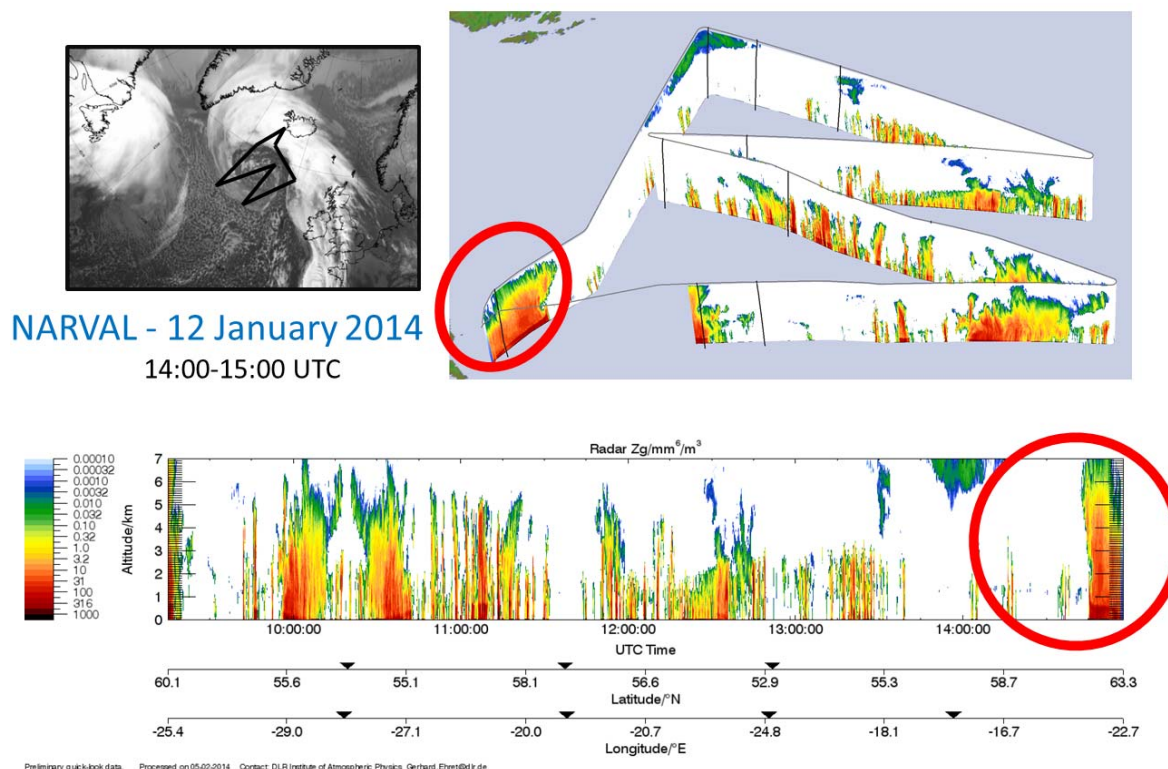 NARVAL - 12 January 2014
14:00-15:00 UTC
Radar Zg/mm⁶/m³
0.00010
0.00032
0.0010
0.0032
0.010
0.032
0.10
0.32
1.0
3.2
10
31
100
316
1000
Altitude/km
7
6
5
4
3
2
1
0
10:00:00 11:00:00 12:00:00 13:00:00 14:00:00
UTC Time
60.1 55.6 55.1 58.1 56.6 52.9 55.3 58.7 63.3
Latitude/°N
-25.4 -29.0 -27.1 -20.0 -20.7 -24.8 -18.1 -16.7 -22.7
Longitude/°E
Preliminary quick-look data. Processed on 05-02-2014 Contact: DLR Institute of Atmospheric Physics, Gerhard.Ehret@dlr.de